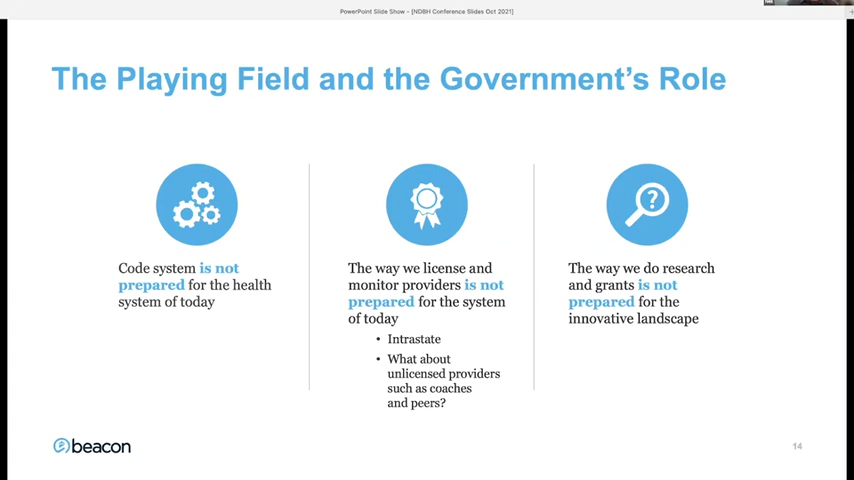 PowerPoint Slide Show - [NDBH Conference Slides Oct 2021]
The Playing Field and the Government's Role
Code system is not
prepared for the health
system of today
The way we license and
monitor providers is not
prepared for the system
of today
• Intrastate
• What about
unlicensed providers
such as coaches
and peers?
The way we do research
and grants is not
prepared for the
innovative landscape
?
beacon
14